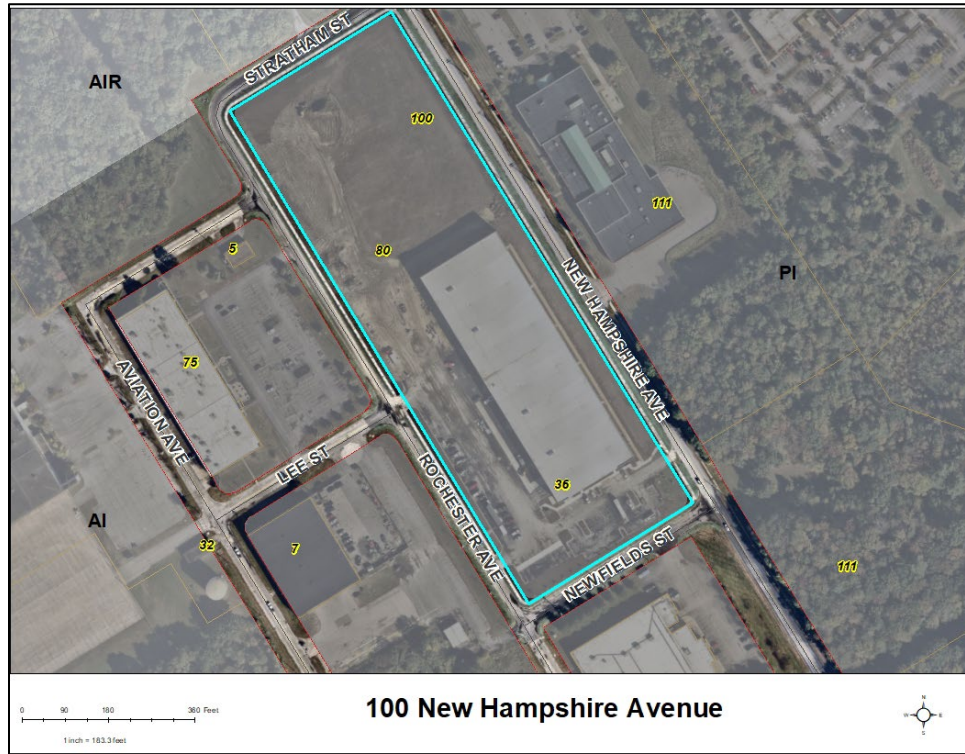 STRATHAM ST
AIR
100
111
5
80
NEW HAMPSHIRE AVE
PI
75
AVIATION AVE
LEE ST
ROCHESTER AVE
36
AI
32
7
NEWFIELDS ST
111
0 90 180 360 Feet
1 inch = 183.3 feet
100 New Hampshire Avenue
N
W E
S